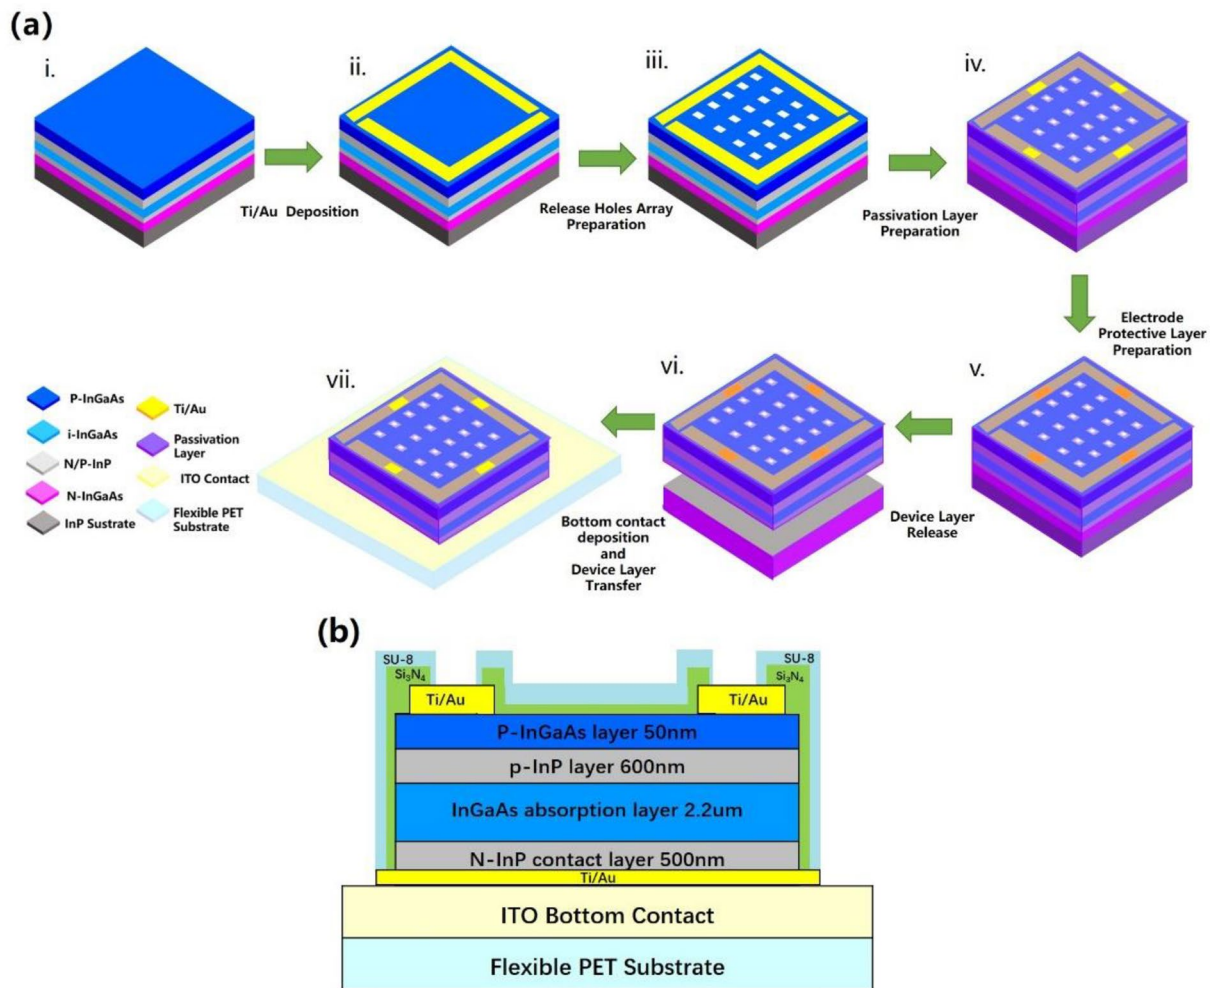 (a)
i.
ii.
iii.
iv.
Ti/Au Deposition
Release Holes Array
Preparation
Passivation Layer
Preparation
Electrode
Protective Layer
Preparation
vii.
vi.
v.
P-InGaAs
i-InGaAs
N/P-InP
N-InGaAs
InP Sustrate
Ti/Au
Passivation
Layer
ITO Contact
Flexible PET
Substrate
Bottom contact
deposition
and
Device Layer
Transfer
Device Layer
Release
(b)
SU-8
Si₃N₄
Ti/Au
Ti/Au
SU-8
Si₃N₄
P-InGaAs layer 50nm
p-InP layer 600nm
InGaAs absorption layer 2.2um
N-InP contact layer 500nm
Ti/Au
ITO Bottom Contact
Flexible PET Substrate